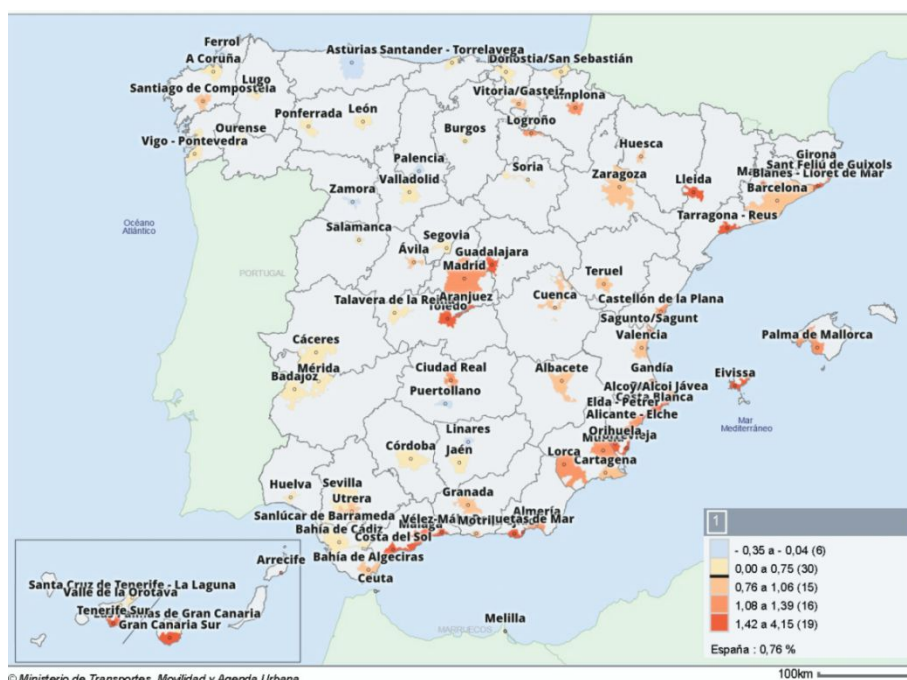 Ferrol
A Coruña
Asturias Santander - Torrelavega
Donostia/San Sebastián
Lugo
Santiago de Compostela
Vitoria/Gasteiz
Pamplona
León
Ponferrada
Logroño
Burgos
Ourense
Vigo - Pontevedra
Huesca
Girona
Sant Feliú de Guixols
Blanes - Lloret de Mar
Palencia
Soria
Zaragoza
Lleida
Valladolid
Barcelona
Zamora
Tarragona - Reus
Océano
Atlántico
Salamanca
Segovia
Ávila
Guadalajara
Madrid
PORTUGAL
Teruel
Aranjuez
Cuenca
Talavera de la Reina
Toledo
Castellón de la Plana
Sagunto/Sagunt
Valencia
Palma de Mallorca
Cáceres
Mérida
Ciudad Real
Albacete
Gandía
Eivissa
Badajoz
Puertollano
Alcoy/Alcoi Jávea
Costa Blanca
Elda - Petrer
Alicante - Elche
Mar
Mediterráneo
Linares
Orihuela
Córdoba
Jaén
Lorca
Cartagena
Huelva
Sevilla
Utrera
Granada
Sanlúcar de Barrameda
Almería
Bahía de Cádiz
Málaga
Motril
Costa del Sol
Bahía de Algeciras
Ceuta
Arrecife
Santa Cruz de Tenerife - La Laguna
Valle de la Orotava
Tenerife Sur
Palmas de Gran Canaria
Gran Canaria Sur
MARRUECOS
Melilla
1
- 0,35 a - 0,04 (6)
0,00 a 0,75 (30)
0,76 a 1,06 (15)
1,08 a 1,39 (16)
1,42 a 4,15 (19)
España : 0,76 %
100km
© Ministerio de Transportes, Movilidad y Agenda Urbana